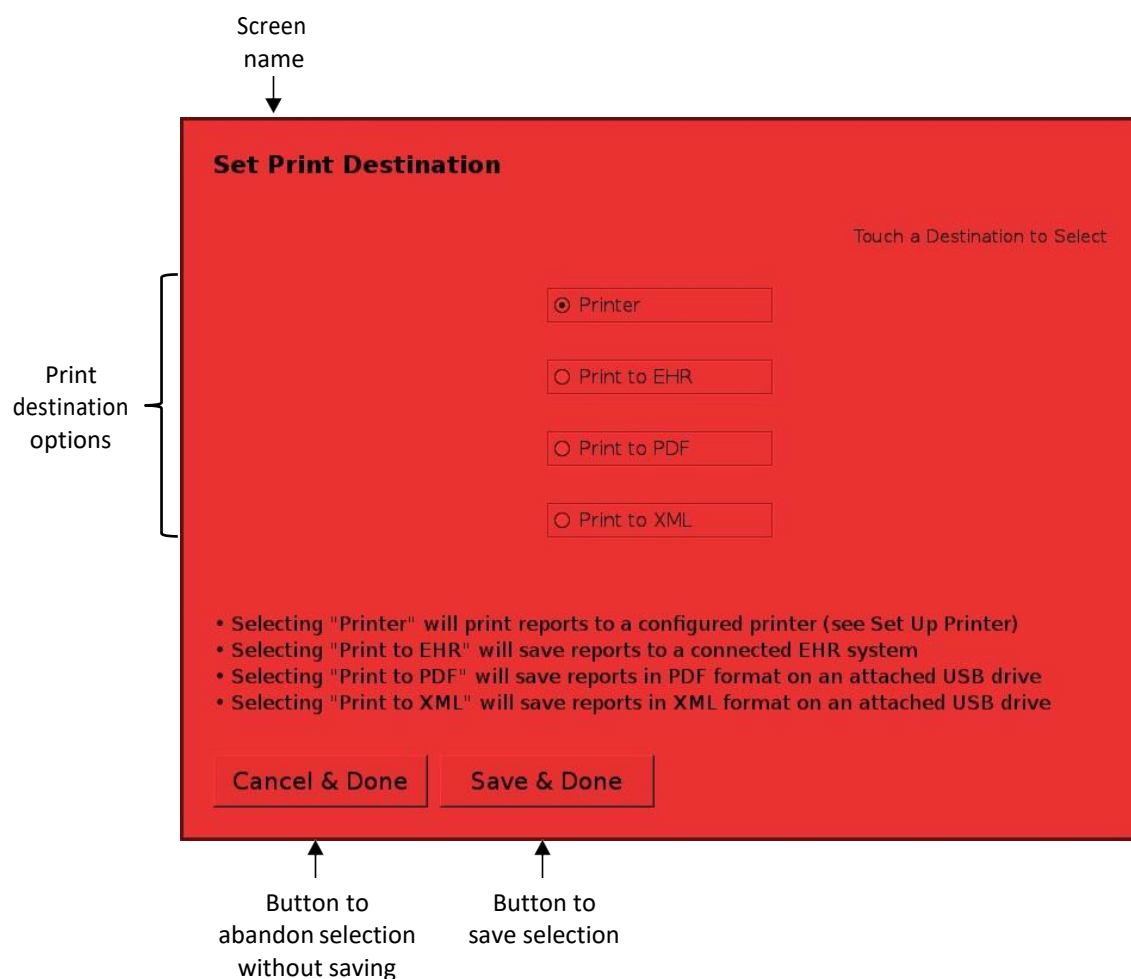 Screen
name
Set Print Destination
Touch a Destination to Select
Printer
Print to EHR
Print to PDF
Print to XML
Print
destination
options
• Selecting "Printer" will print reports to a configured printer (see Set Up Printer)
• Selecting "Print to EHR" will save reports to a connected EHR system
• Selecting "Print to PDF" will save reports in PDF format on an attached USB drive
• Selecting "Print to XML" will save reports in XML format on an attached USB drive
Cancel & Done
Save & Done
Button to
abandon selection
without saving
Button to
save selection